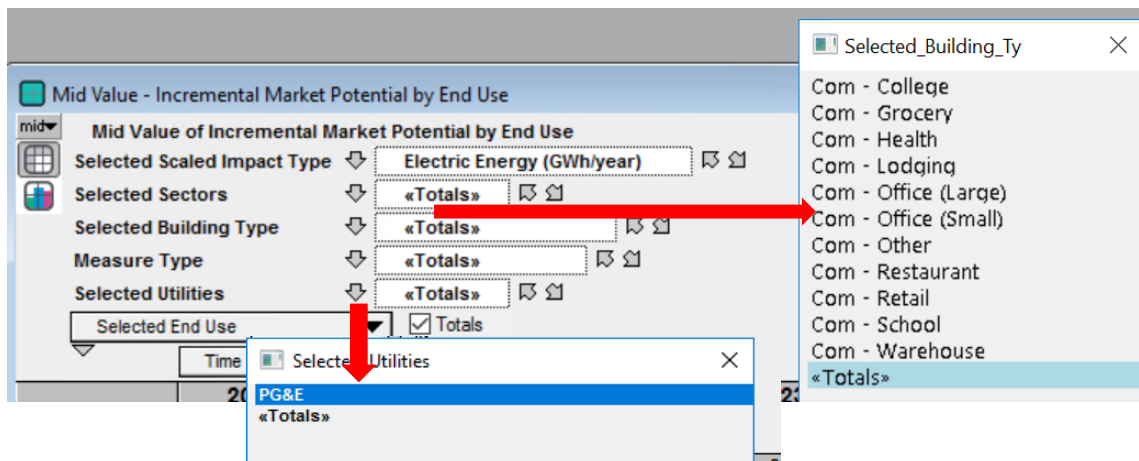 Selected_Building_Ty
Mid Value - Incremental Market Potential by End Use
mid
Mid Value of Incremental Market Potential by End Use
Selected Scaled Impact Type Electric Energy (GWh/year)
Selected Sectors «Totals»
Selected Building Type «Totals»
Measure Type «Totals»
Selected Utilities «Totals»
Selected End Use Totals
Time
Com - College
Com - Grocery
Com - Health
Com - Lodging
Com - Office (Large)
Com - Office (Small)
Com - Other
Com - Restaurant
Com - Retail
Com - School
Com - Warehouse
«Totals»
Selected Utilities
PG&E
«Totals»